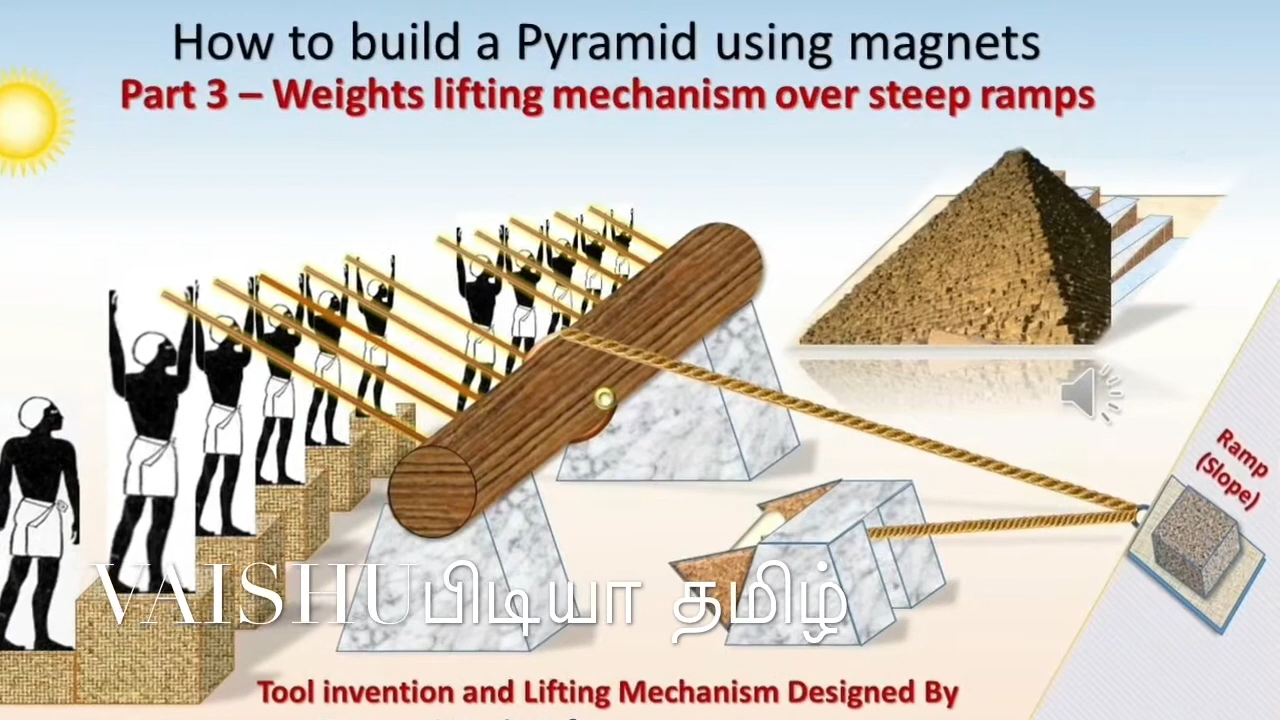 How to build a Pyramid using magnets
Part 3 – Weights lifting mechanism over steep ramps
Ramp
(Slope)
VAISHUபிடியா தமிழ்
Tool invention and Lifting Mechanism Designed By